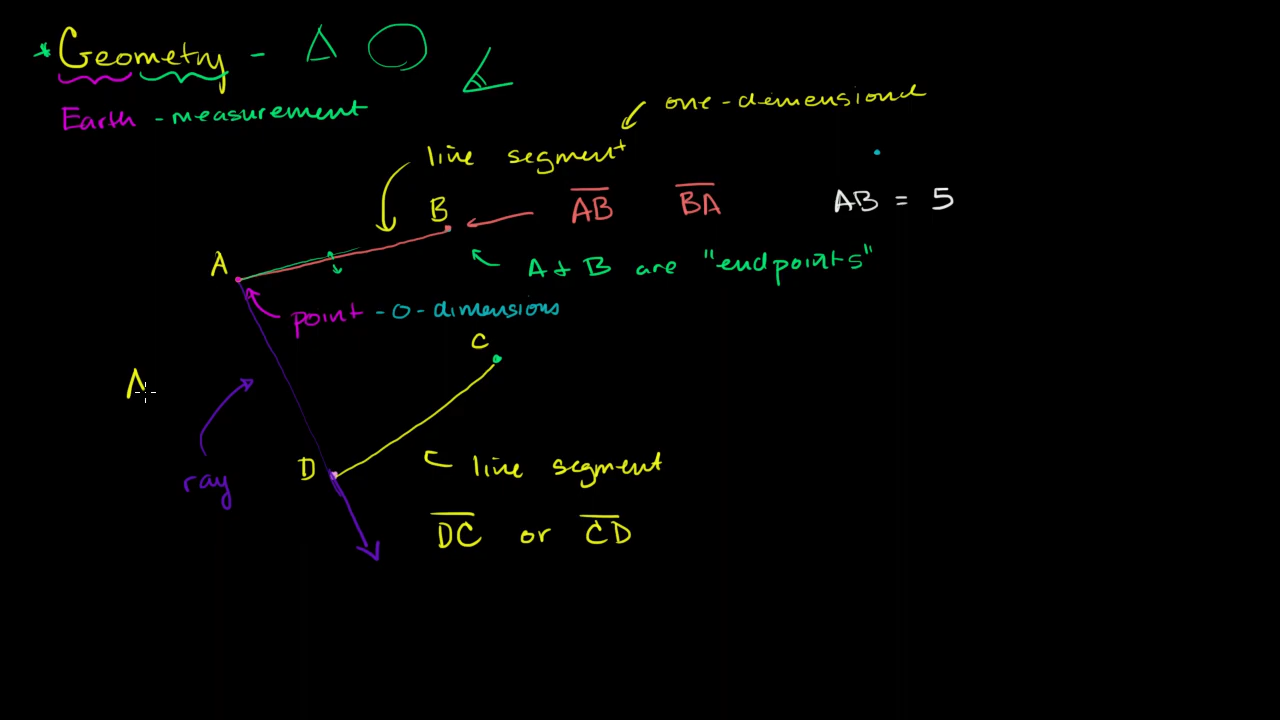 * Geometry -
Earth - measurement
one-dimensional
line segment
B
AB BA
AB = 5
A
A + B are "endpoints"
point - 0 - dimensions
C
A
D
line segment
ray
DC or CD